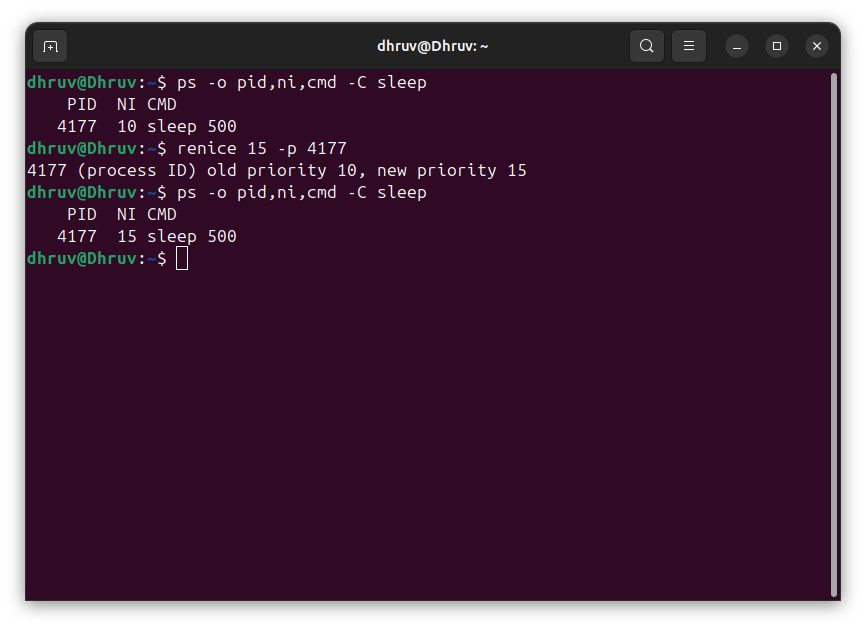 dhruv@Dhruv: ~
dhruv@Dhruv:~$ ps -o pid,ni,cmd -C sleep
    PID  NI CMD
   4177  10 sleep 500
dhruv@Dhruv:~$ renice 15 -p 4177
4177 (process ID) old priority 10, new priority 15
dhruv@Dhruv:~$ ps -o pid,ni,cmd -C sleep
    PID  NI CMD
   4177  15 sleep 500
dhruv@Dhruv:~$